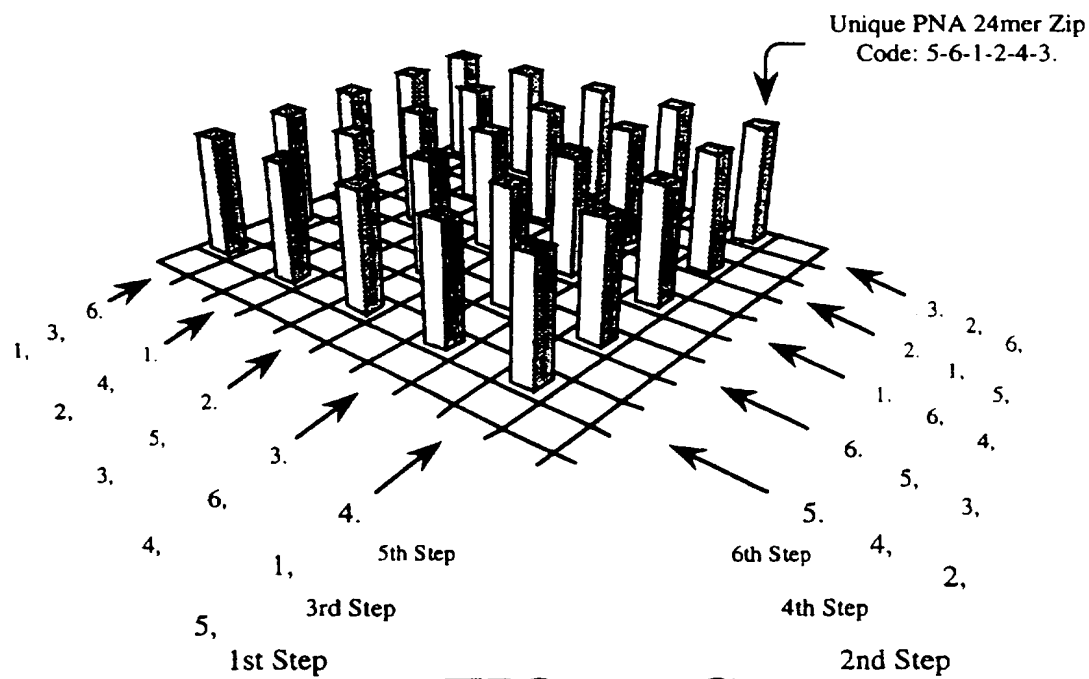 Unique PNA 24mer Zip
Code: 5-6-1-2-4-3.
1, 3, 6.
2, 4, 1.
3, 5, 2.
4, 6, 3.
5, 1, 4.
3. 2, 6,
2. 1, 5,
1. 6, 4,
6. 5, 3,
5. 4, 2,
5th Step
6th Step
3rd Step
4th Step
1st Step
2nd Step